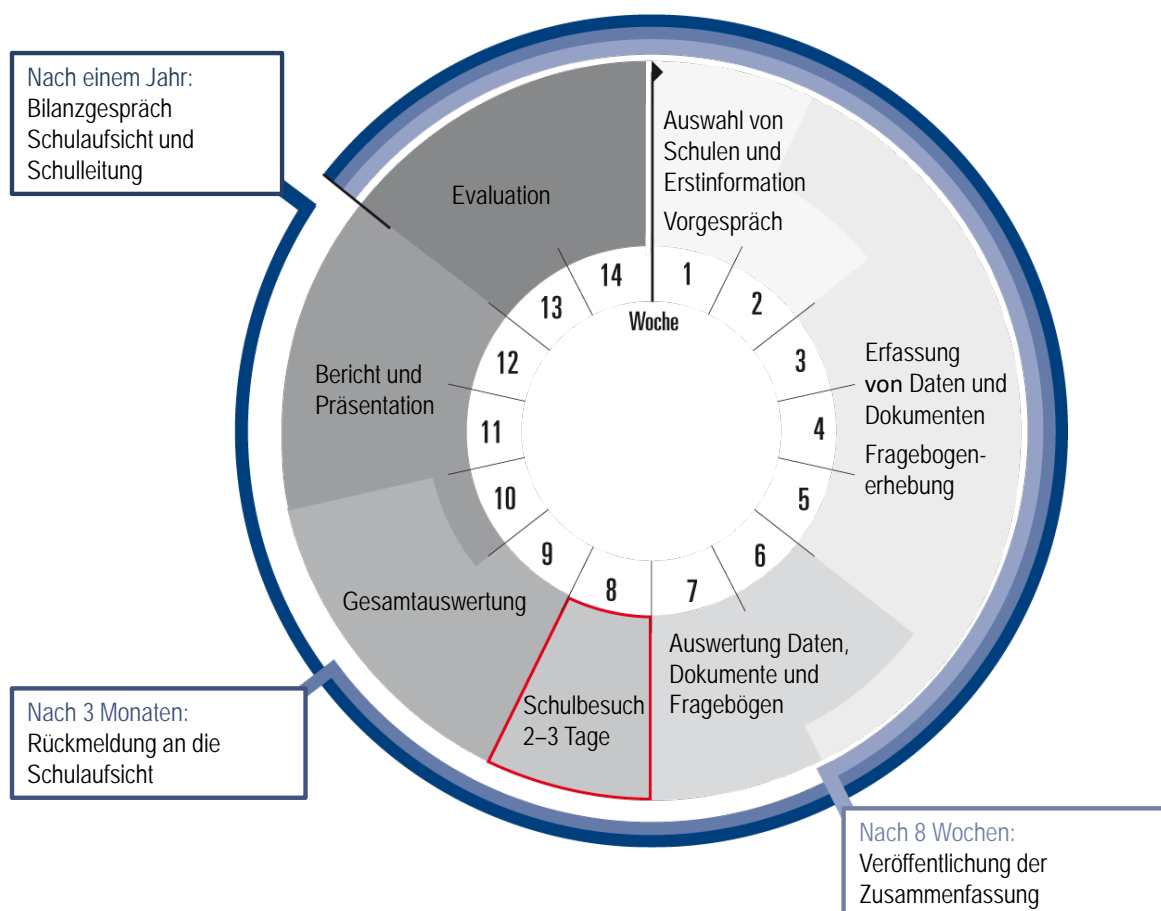 Nach einem Jahr:
Bilanzgespräch
Schulaufsicht und
Schulleitung
Evaluation
Auswahl von
Schulen und
Erstinformation
Vorgespräch
14
1
13
2
Woche
12
3
Bericht und
Präsentation
Erfassung
von Daten und
Dokumenten
11
4
Fragebogen-
erhebung
10
5
9
6
8
7
Gesamtauswertung
Auswertung Daten,
Dokumente und
Fragebögen
Schulbesuch
2–3 Tage
Nach 3 Monaten:
Rückmeldung an die
Schulaufsicht
Nach 8 Wochen:
Veröffentlichung der
Zusammenfassung